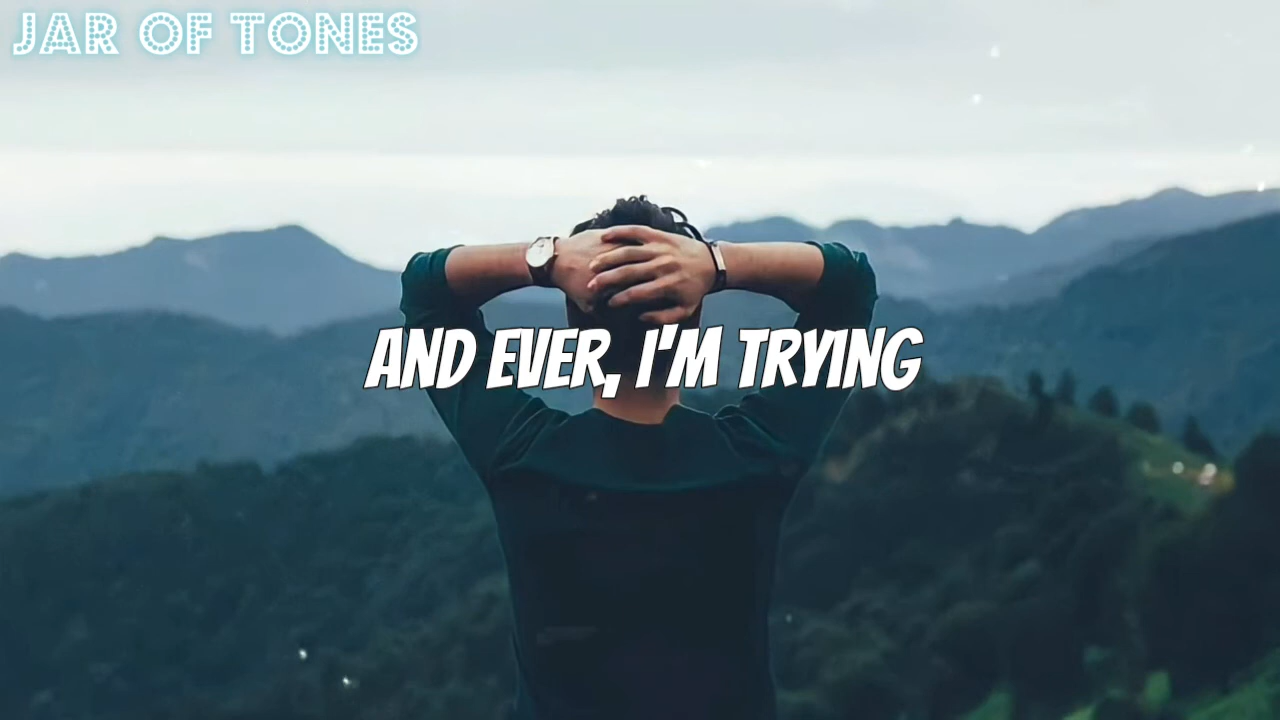 JAR OF TONES
AND EVER, I'M TRYING